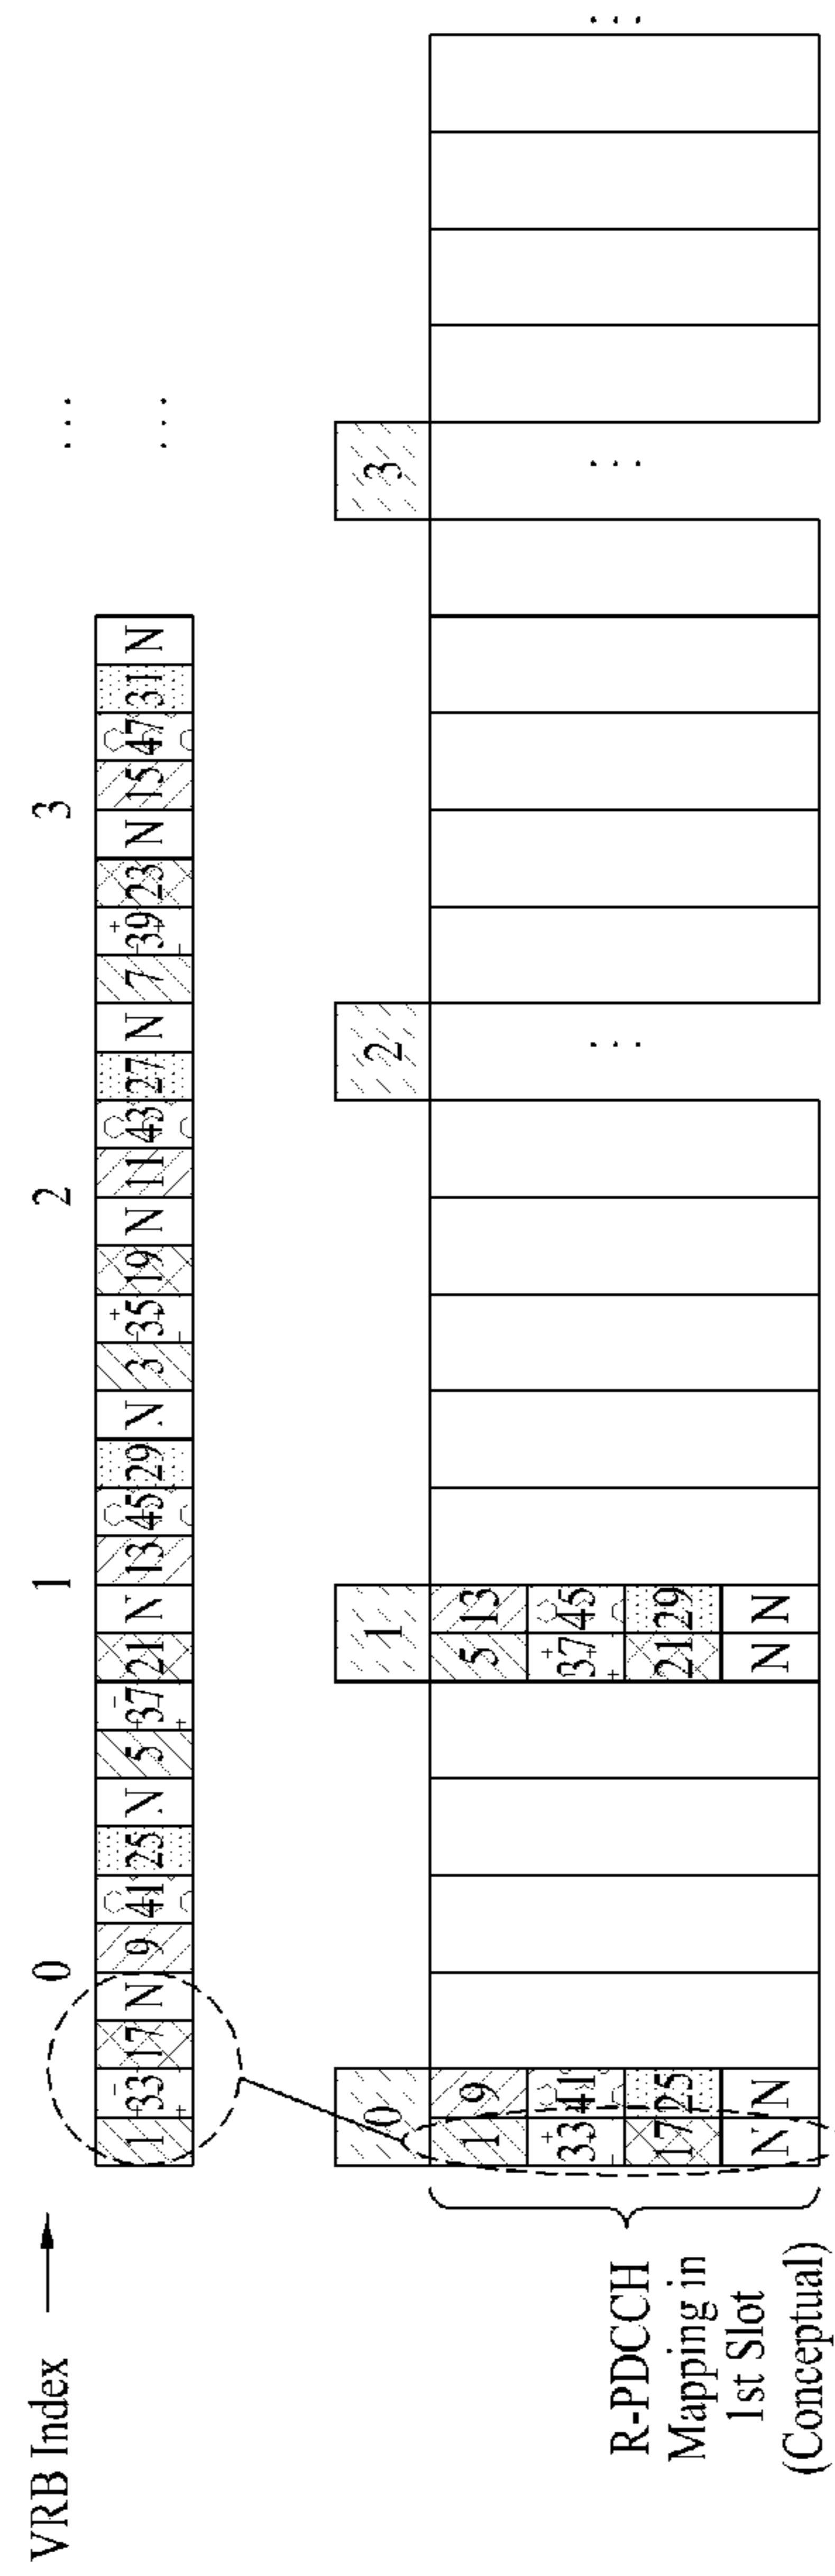 VRB Index → 0 1 2 3 ...
1 33 17 N 9 41 25 N 5 37 21 N 13 45 29 N 3 35 19 N 11 43 27 N 7 39 23 N 15 47 31 N ...
0 1 2 3
1 9 5 13
33 41 37 45
17 25 21 29
N N N N
... ... ...
R-PDCCH
Mapping in
1st Slot
(Conceptual)